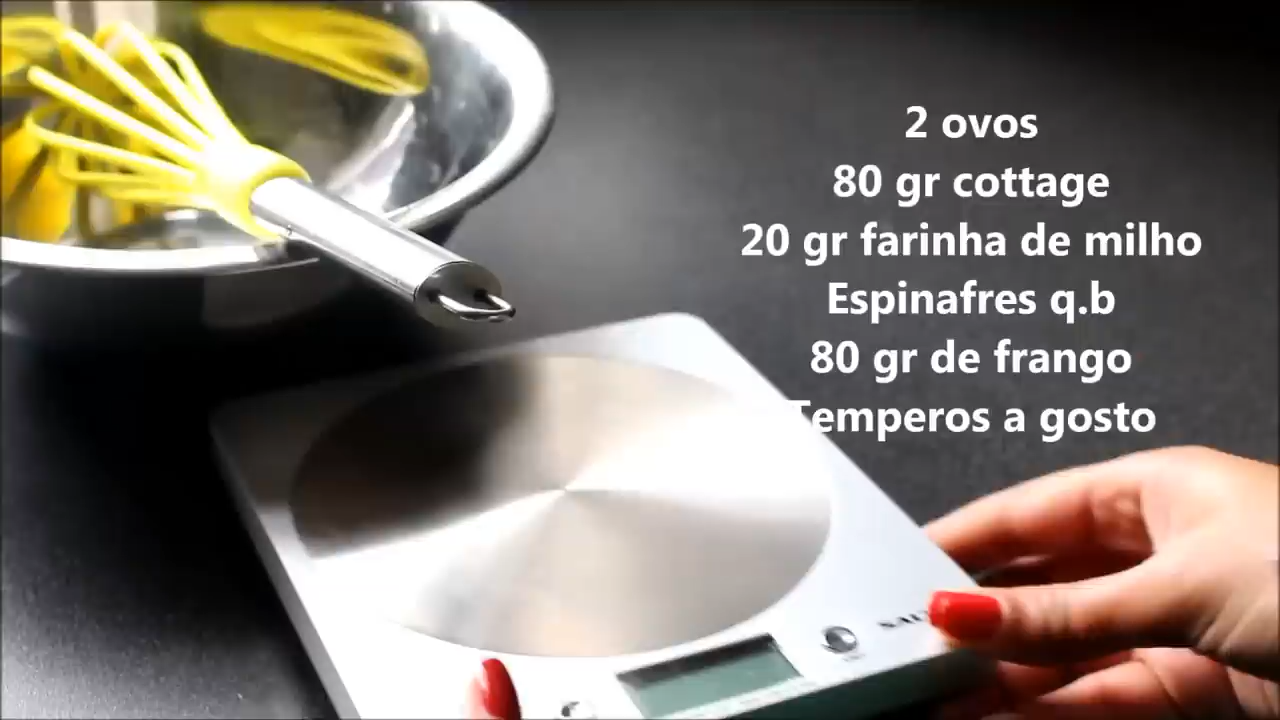 2 ovos
80 gr cottage
20 gr farinha de milho
Espinafres q.b
80 gr de frango
Temperos a gosto